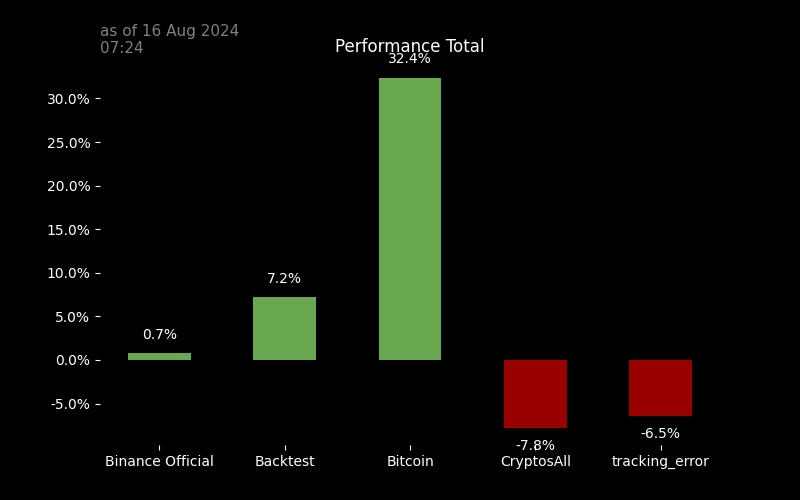 as of 16 Aug 2024
07:24
Performance Total
32.4%
30.0%
25.0%
20.0%
15.0%
10.0%
5.0%
0.0%
-5.0%
7.2%
0.7%
-7.8%
-6.5%
Binance Official
Backtest
Bitcoin
CryptosAll
tracking_error